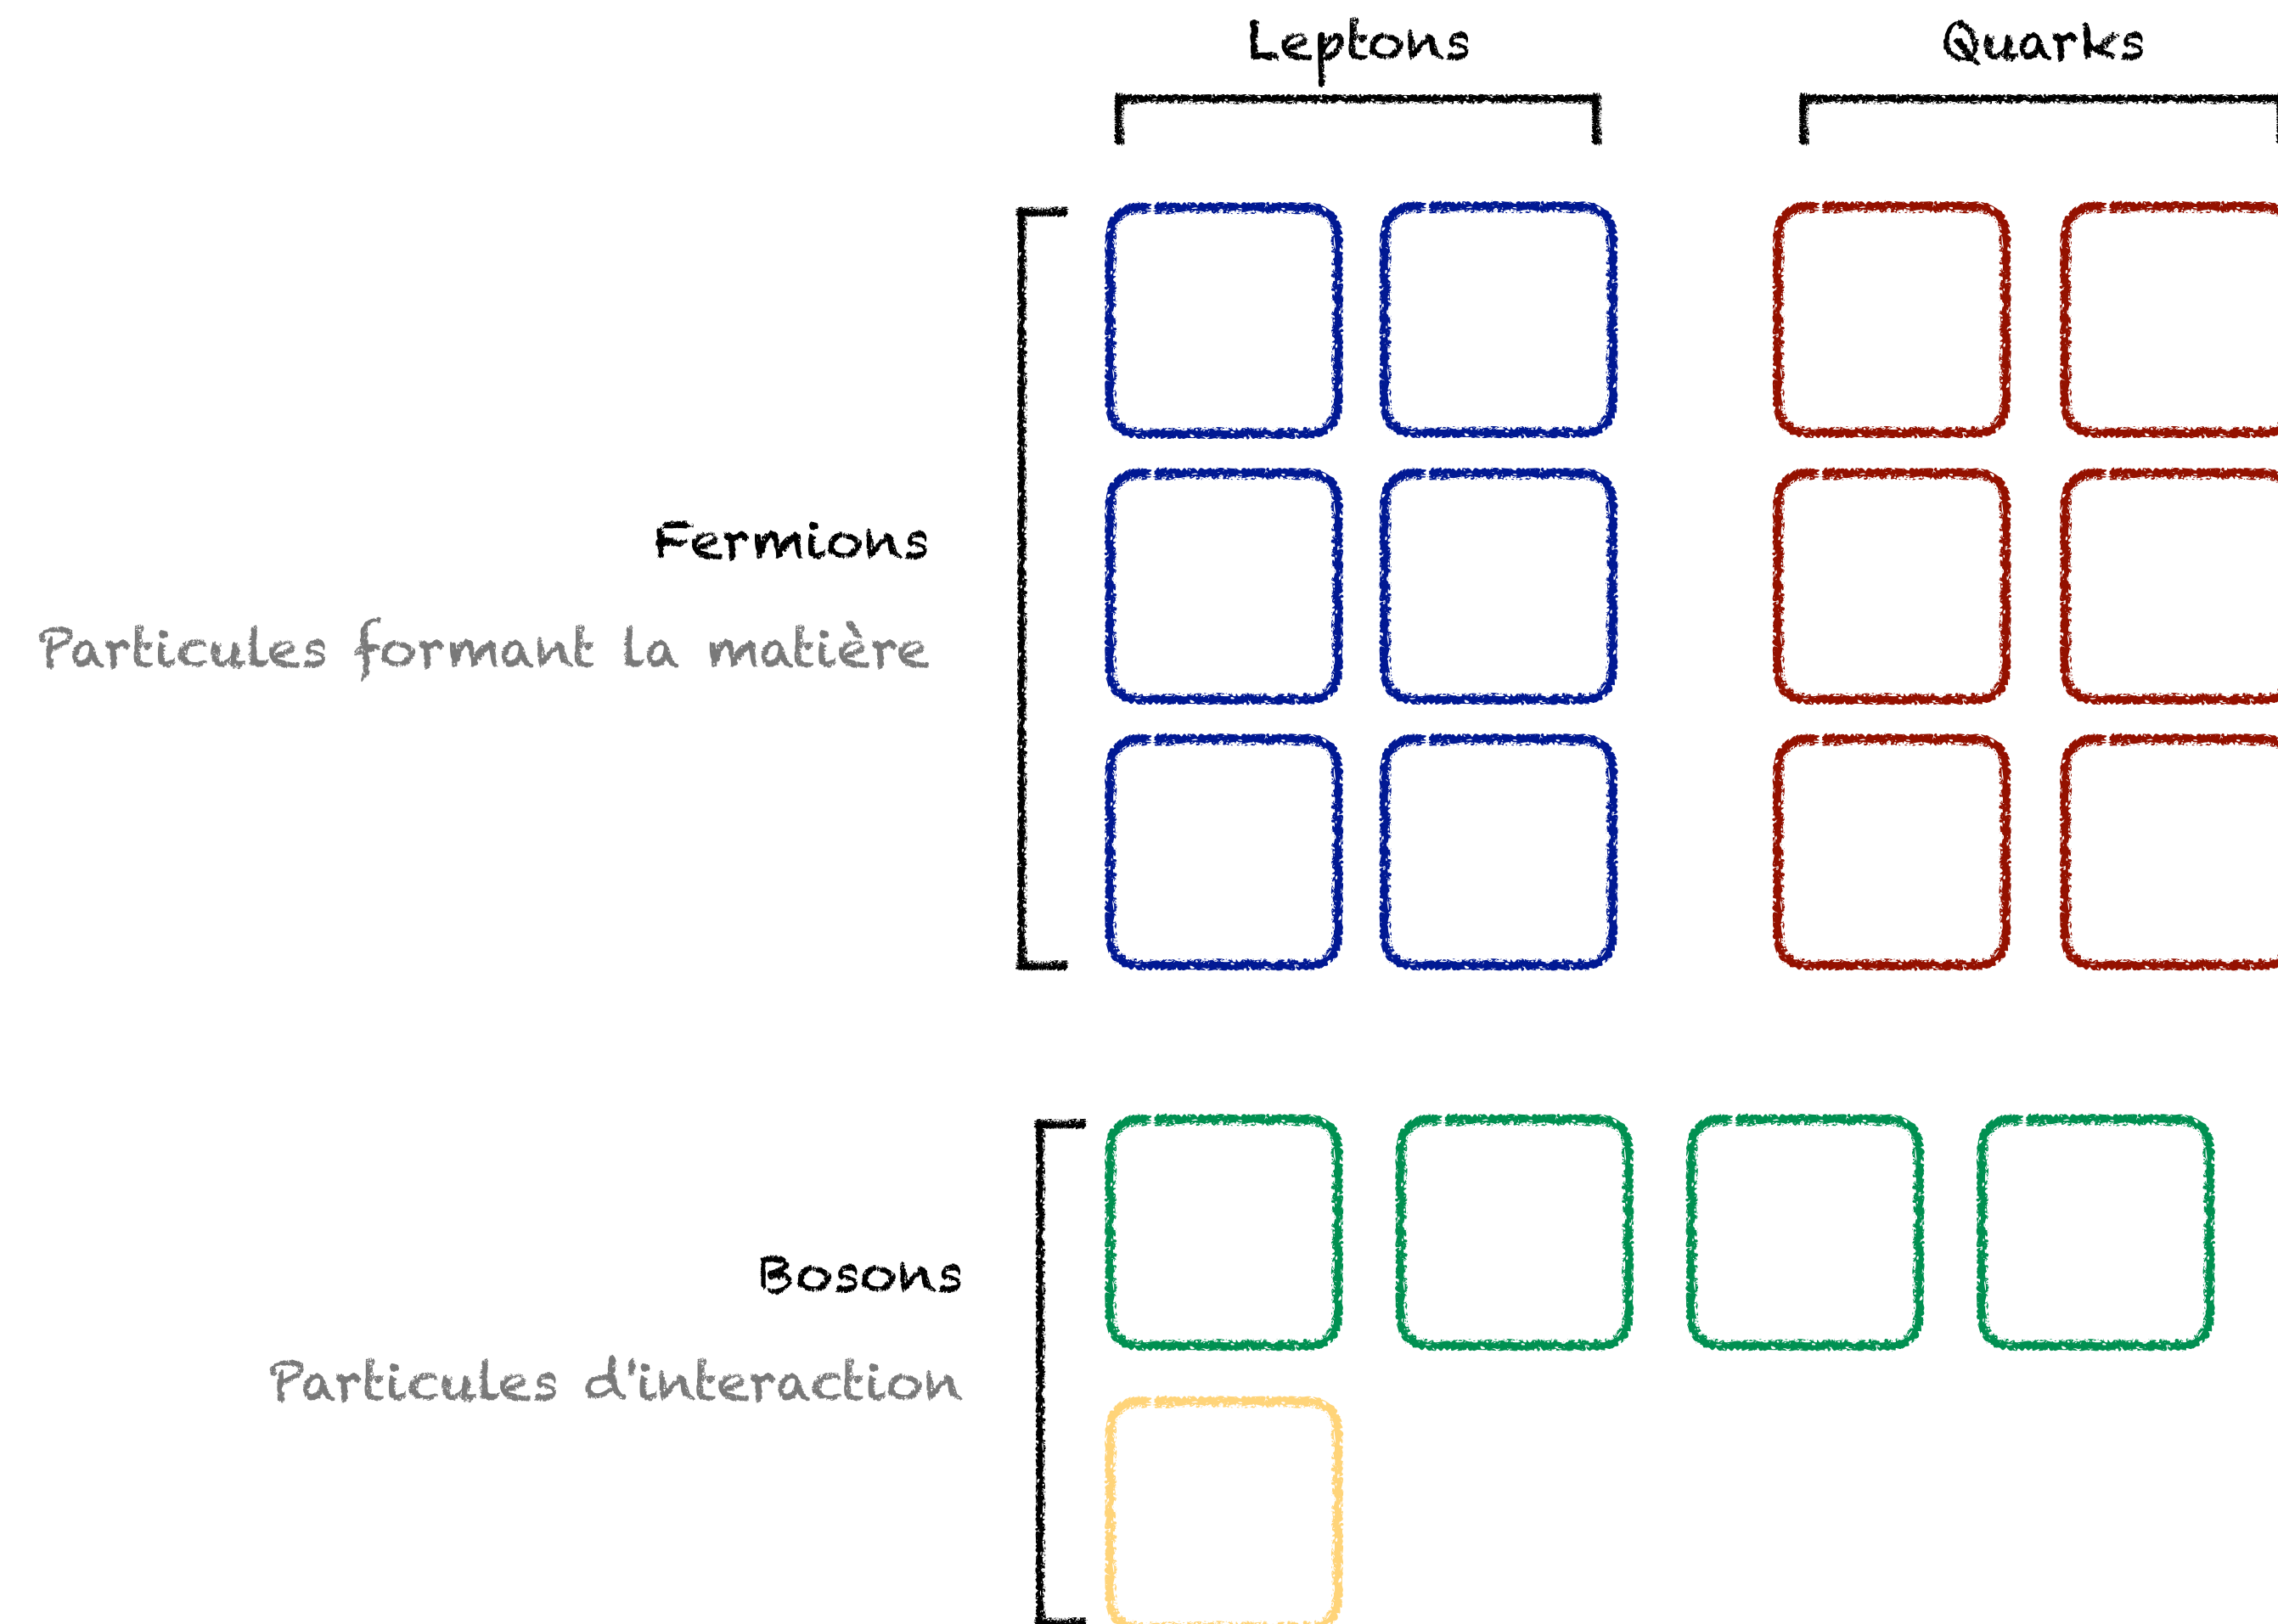 Leptons
Quarks
Fermions
Particules formant la matière
Bosons
Particules d'interaction